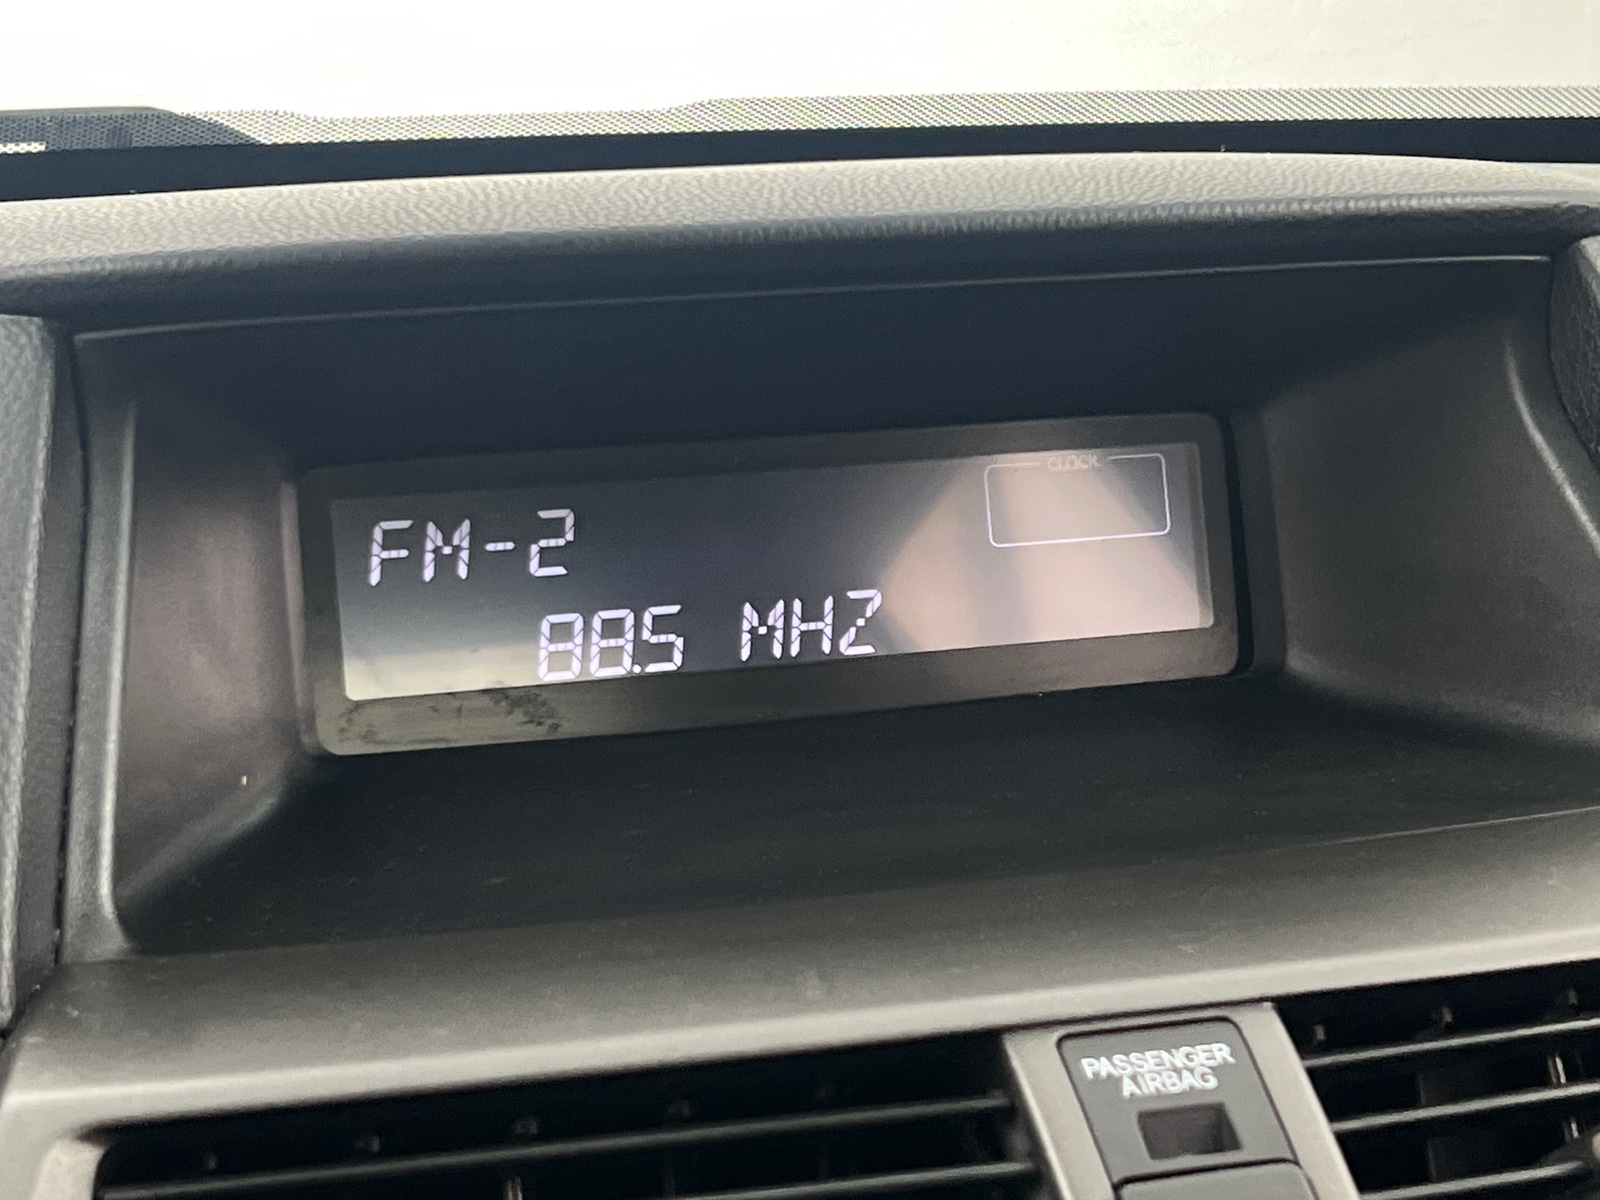 CLOCK
FM-2
88.5 MHZ
PASSENGER
AIRBAG